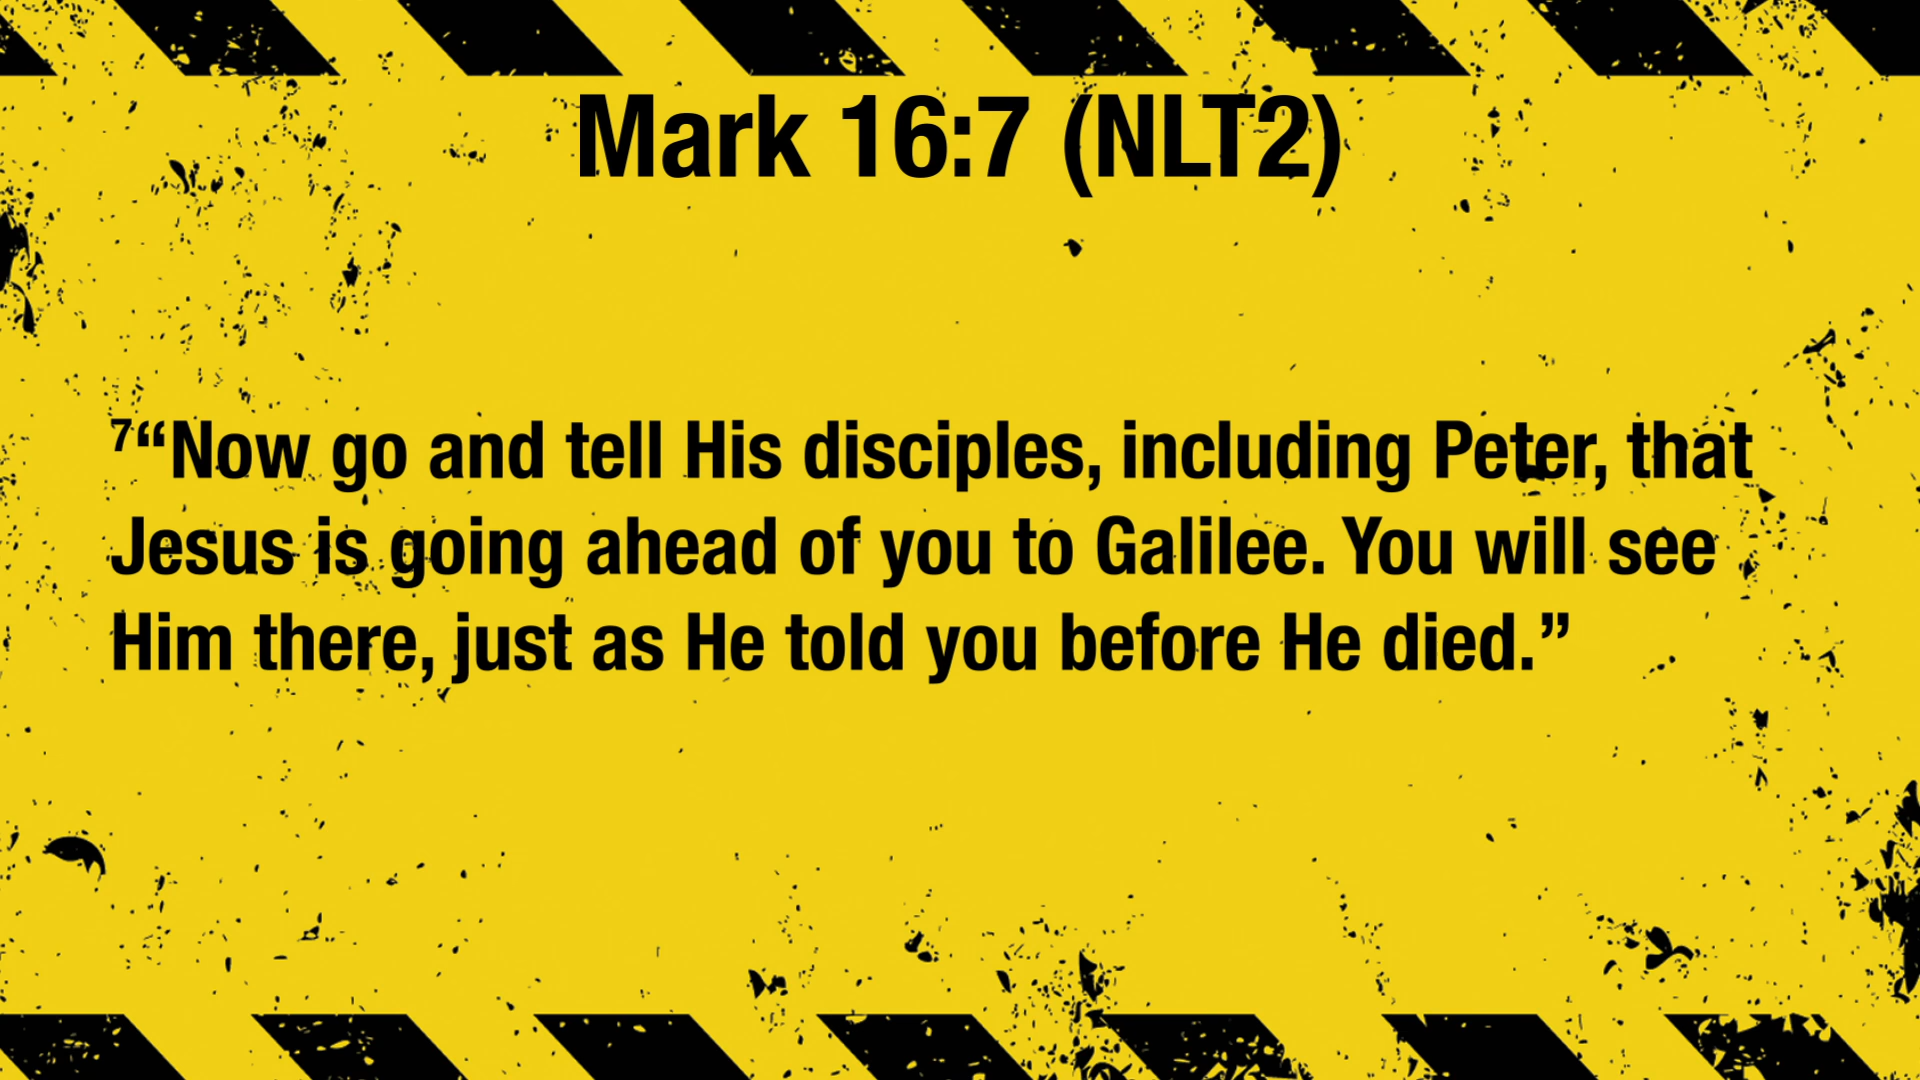 Mark 16:7 (NLT2)
⁷“Now go and tell His disciples, including Peter, that
Jesus is going ahead of you to Galilee. You will see
Him there, just as He told you before He died.”